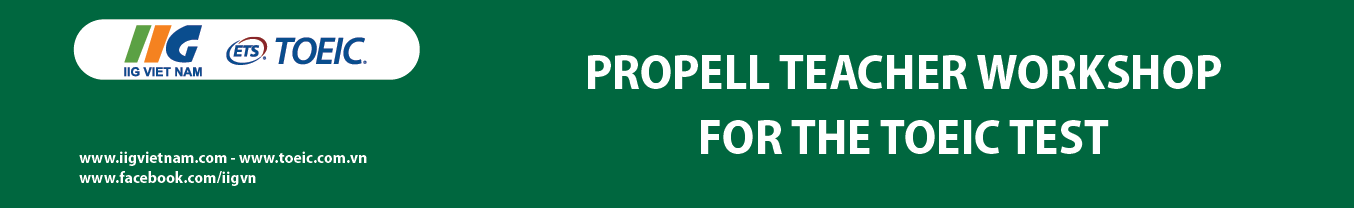 IIG VIET NAM
ETS® TOEIC®
www.iigvietnam.com - www.toeic.com.vn
www.facebook.com/iigvn
PROPELL TEACHER WORKSHOP
FOR THE TOEIC TEST